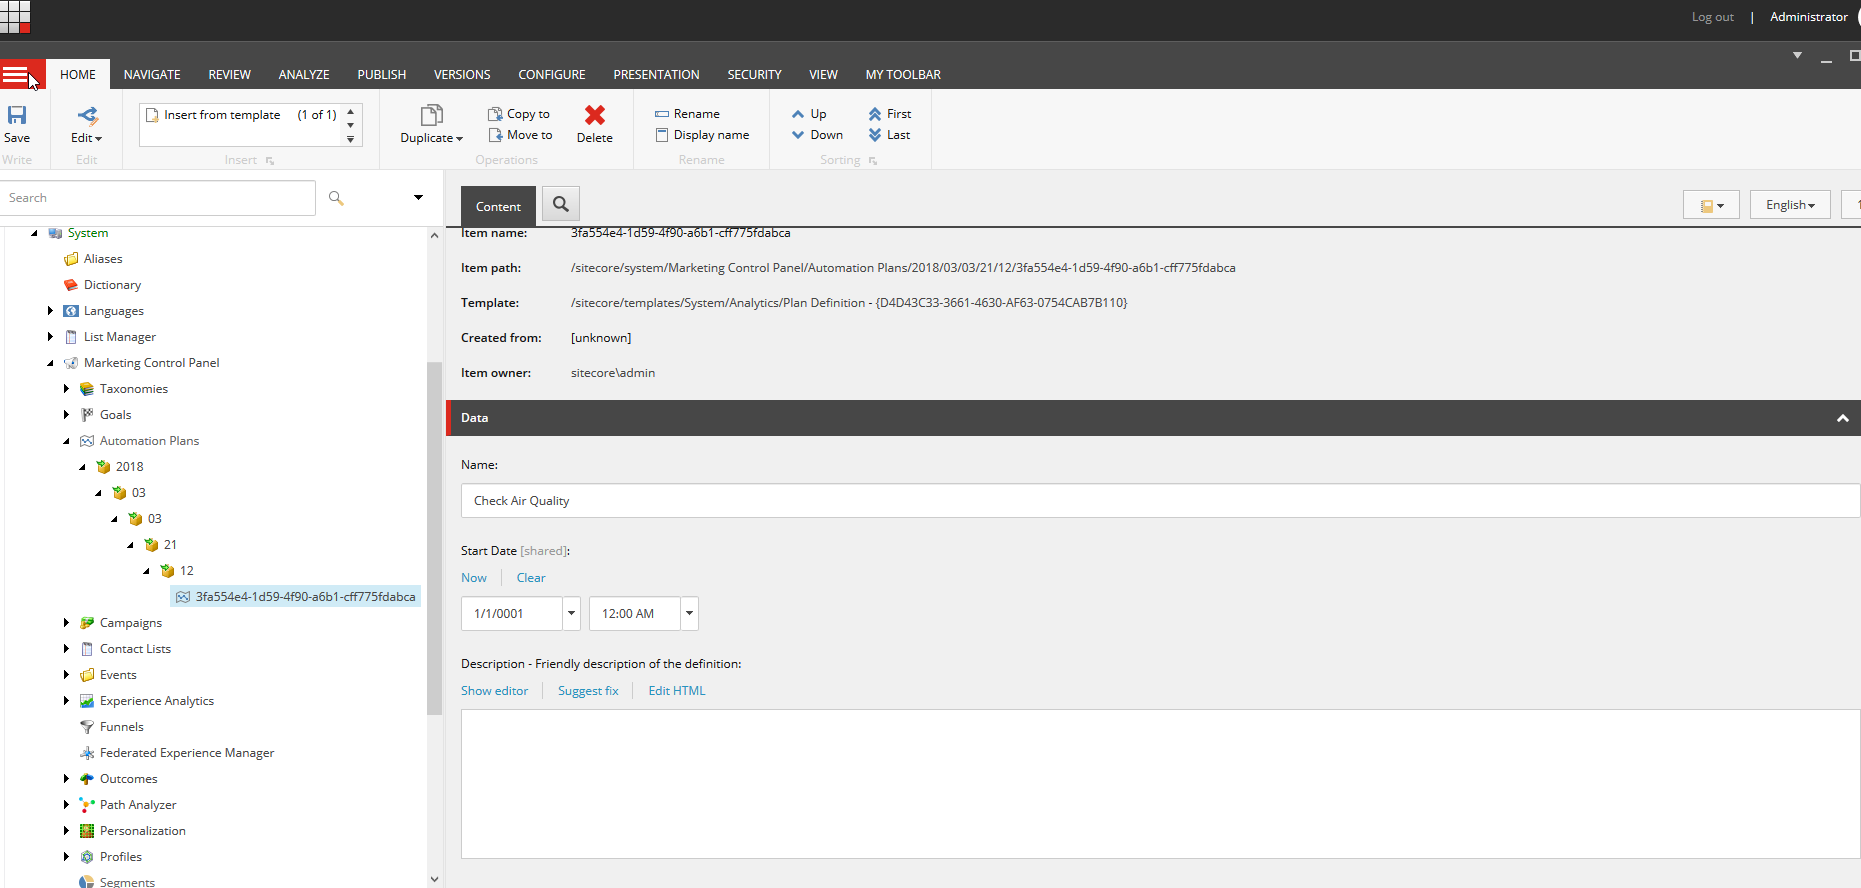 Log out | Administrator
HOME NAVIGATE REVIEW ANALYZE PUBLISH VERSIONS CONFIGURE PRESENTATION SECURITY VIEW MY TOOLBAR
Save
Write
Edit
Edit
Insert from template (1 of 1)
Insert
Duplicate
Copy to
Move to
Delete
Operations
Rename
Display name
Rename
Up
Down
First
Last
Sorting
Search
System
Aliases
Dictionary
Languages
List Manager
Marketing Control Panel
Taxonomies
Goals
Automation Plans
2018
03
03
21
12
3fa554e4-1d59-4f90-a6b1-cff775fdabca
Campaigns
Contact Lists
Events
Experience Analytics
Funnels
Federated Experience Manager
Outcomes
Path Analyzer
Personalization
Profiles
Segments
Content
English
1
Item name: 3fa554e4-1d59-4f90-a6b1-cff775fdabca
Item path: /sitecore/system/Marketing Control Panel/Automation Plans/2018/03/03/21/12/3fa554e4-1d59-4f90-a6b1-cff775fdabca
Template: /sitecore/templates/System/Analytics/Plan Definition - {D4D43C33-3661-4630-AF63-0754CAB7B110}
Created from: [unknown]
Item owner: sitecore\admin
Data
Name:
Check Air Quality
Start Date [shared]:
Now Clear
1/1/0001 12:00 AM
Description - Friendly description of the definition:
Show editor Suggest fix Edit HTML